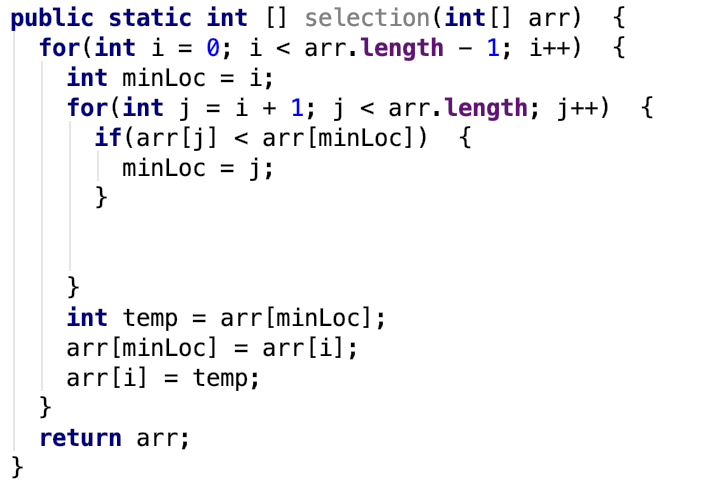 public static int [] selection(int[] arr)  {
  for(int i = 0; i < arr.length - 1; i++)  {
    int minLoc = i;
    for(int j = i + 1; j < arr.length; j++)  {
      if(arr[j] < arr[minLoc])  {
        minLoc = j;
      }
    }
    int temp = arr[minLoc];
    arr[minLoc] = arr[i];
    arr[i] = temp;
  }
  return arr;
}